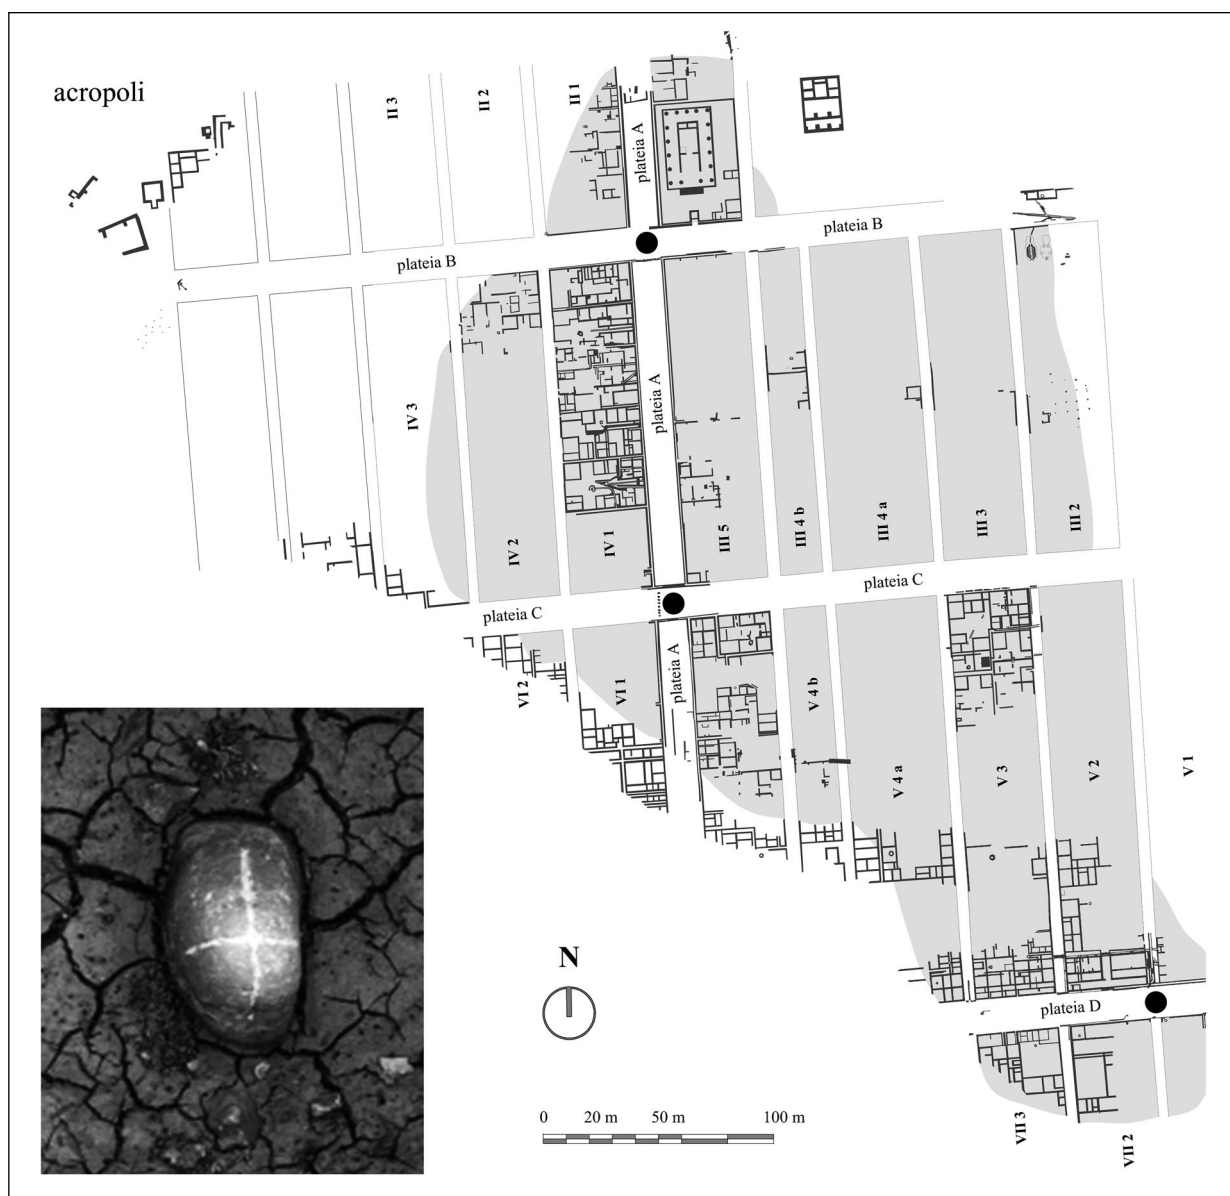 acropoli
II 3
II 2
II 1
plateia A
plateia B
plateia B
plateia A
IV 3
IV 2
IV 1
III 5
III 4 b
III 4 a
III 3
III 2
plateia C
plateia C
VI 2
VI 1
plateia A
V 4 b
V 4 a
V 3
V 2
V 1
N
plateia D
0 20 m 50 m 100 m
VII 3
VII 2